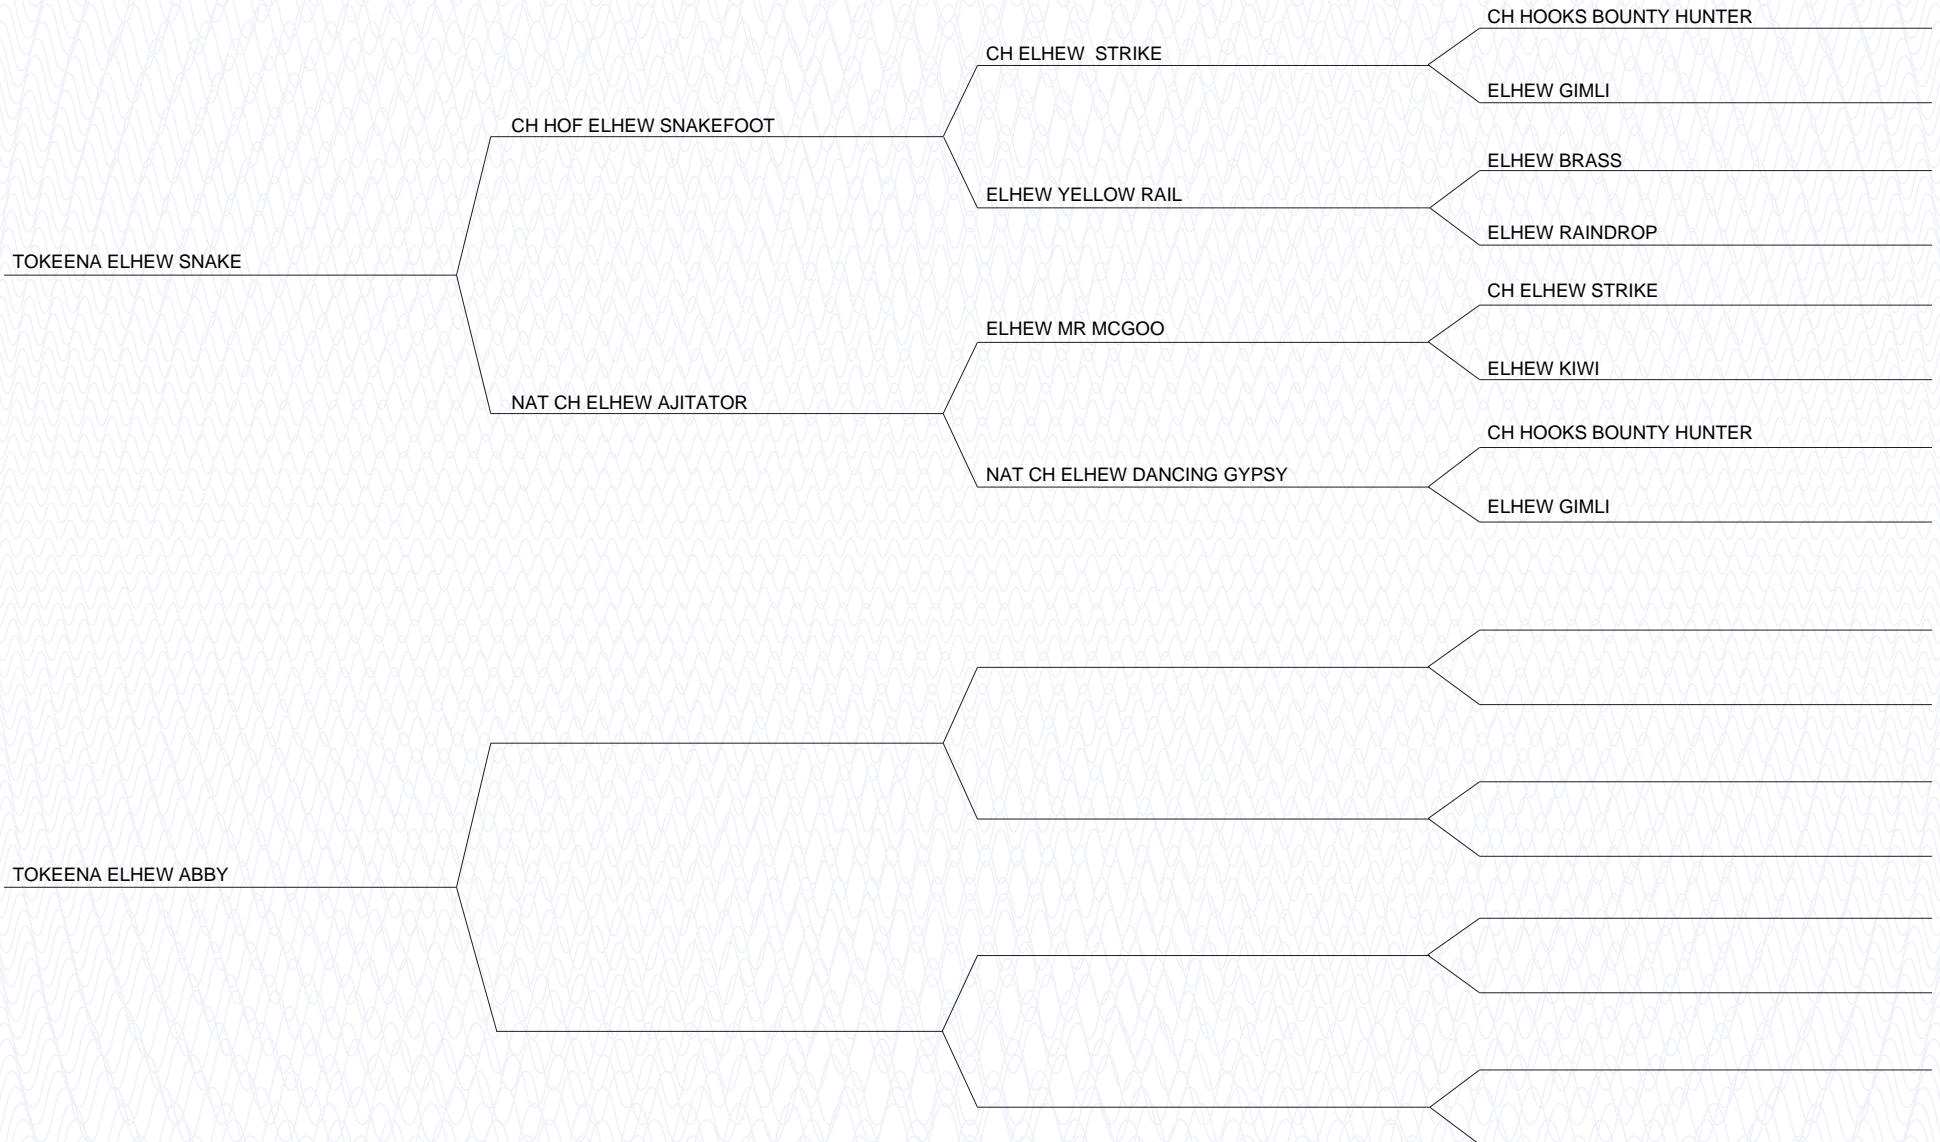 CH HOOKS BOUNTY HUNTER
CH ELHEW  STRIKE
ELHEW GIMLI
CH HOF ELHEW SNAKEFOOT
ELHEW BRASS
ELHEW YELLOW RAIL
ELHEW RAINDROP
TOKEENA ELHEW SNAKE
CH ELHEW STRIKE
ELHEW MR MCGOO
ELHEW KIWI
NAT CH ELHEW AJITATOR
CH HOOKS BOUNTY HUNTER
NAT CH ELHEW DANCING GYPSY
ELHEW GIMLI
TOKEENA ELHEW ABBY